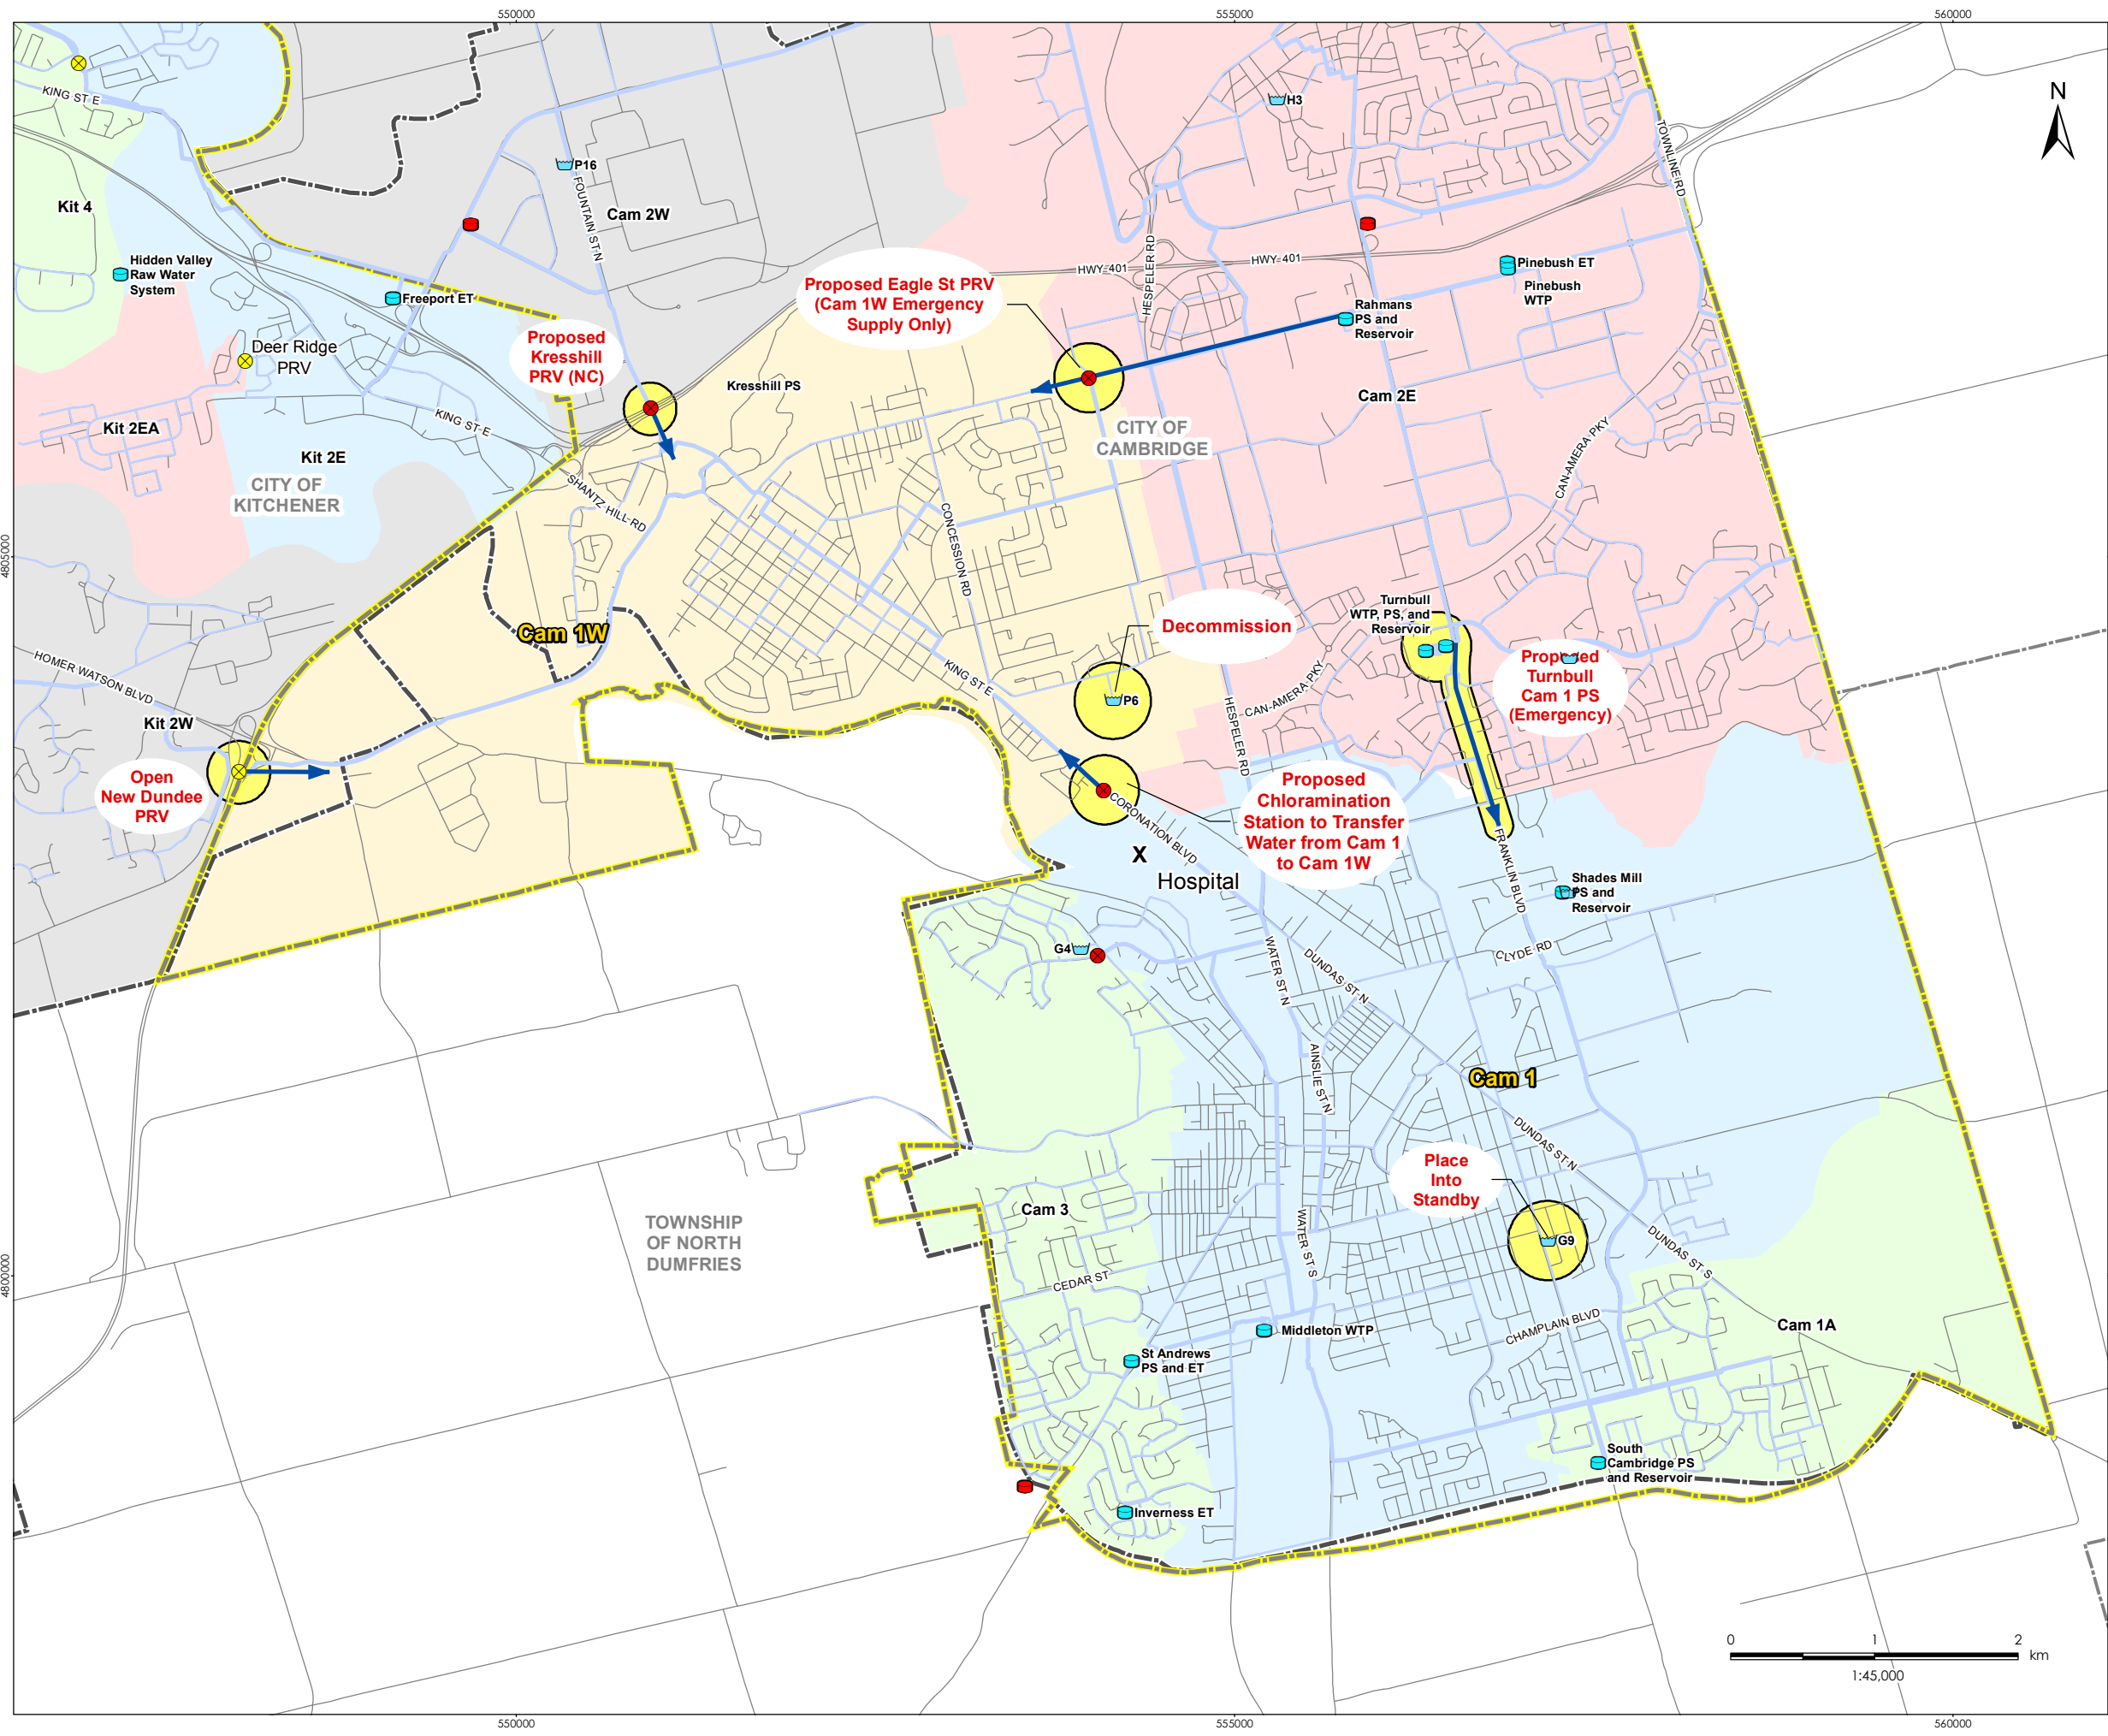 550000
555000
560000
N
KING ST E
H3
P16
FOUNTAIN ST N
TOWNLINE RD
Kit 4
Cam 2W
Hidden Valley
Raw Water
System
Freeport ET
HESPELER RD
HWY 401
HWY 401
Pinebush ET
Pinebush
WTP
Proposed Eagle St PRV
(Cam 1W Emergency
Supply Only)
Rahmans
PS and
Reservoir
Proposed
Kresshill
PRV (NC)
Deer Ridge
PRV
Kresshill PS
Cam 2E
Kit 2EA
KING ST E
CITY OF
CAMBRIDGE
CAN-AMERA PKY
Kit 2E
CITY OF
KITCHENER
SHANTZ HILL RD
CONCESSION RD
4805000
Turnbull
WTP, PS, and
Reservoir
Cam 1W
Decommission
HOMER WATSON BLVD
KING ST E
CAN-AMERA PKY
HESPELER RD
Proposed
Turnbull
Cam 1 PS
(Emergency)
P6
Kit 2W
Open
New Dundee
PRV
Proposed
Chloramination
Station to Transfer
Water from Cam 1
to Cam 1W
CORONATION BLVD
FRANKLIN BLVD
X
Hospital
Shades Mill
PS and
Reservoir
G4
WATER ST N
DUNDAS ST N
CLYDE RD
AINSLIE ST N
Cam 1
DUNDAS ST N
Place
Into
Standby
Cam 3
TOWNSHIP
OF NORTH
DUMFRIES
WATER ST S
G9
DUNDAS ST S
4800000
CEDAR ST
Middleton WTP
CHAMPLAIN BLVD
Cam 1A
St Andrews
PS and ET
South
Cambridge PS
and Reservoir
Inverness ET
0 1 2
km
1:45,000
550000
555000
560000